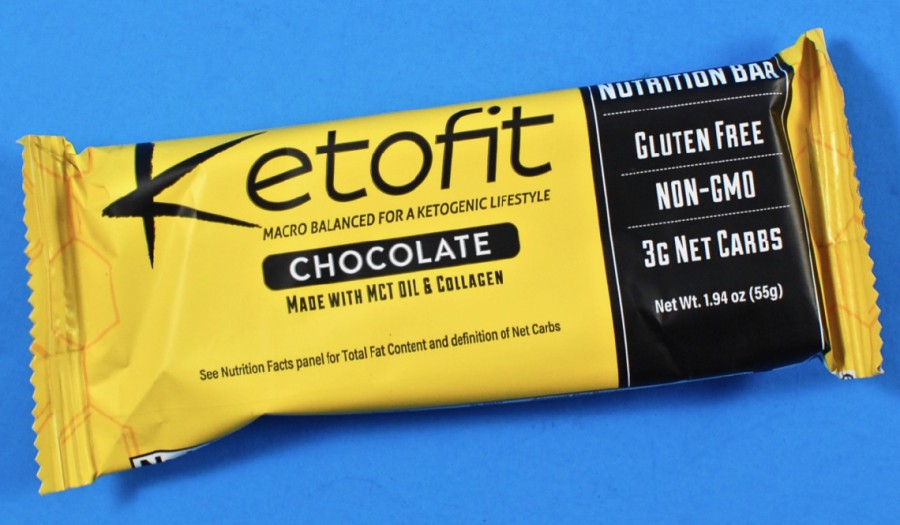 Ketofit
MACRO BALANCED FOR A KETOGENIC LIFESTYLE
CHOCOLATE
MADE WITH MCT OIL & COLLAGEN
See Nutrition Facts panel for Total Fat Content and definition of Net Carbs
NUTRITION BAR
GLUTEN FREE
NON-GMO
3G NET CARBS
Net Wt. 1.94 oz (55g)